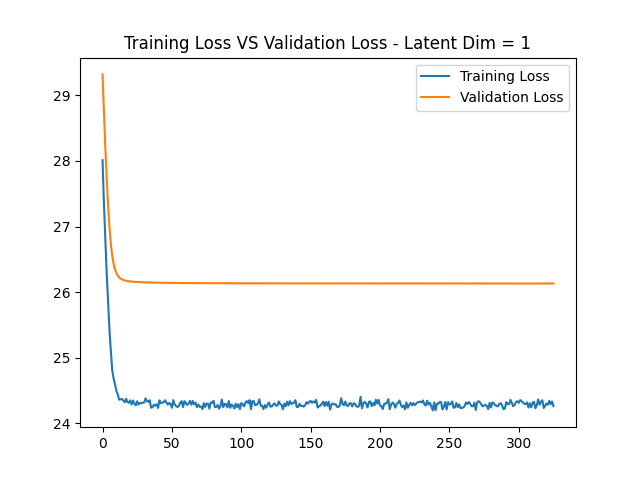 Training Loss VS Validation Loss - Latent Dim = 1
Training Loss
Validation Loss
29
28
27
26
25
24
0 50 100 150 200 250 300